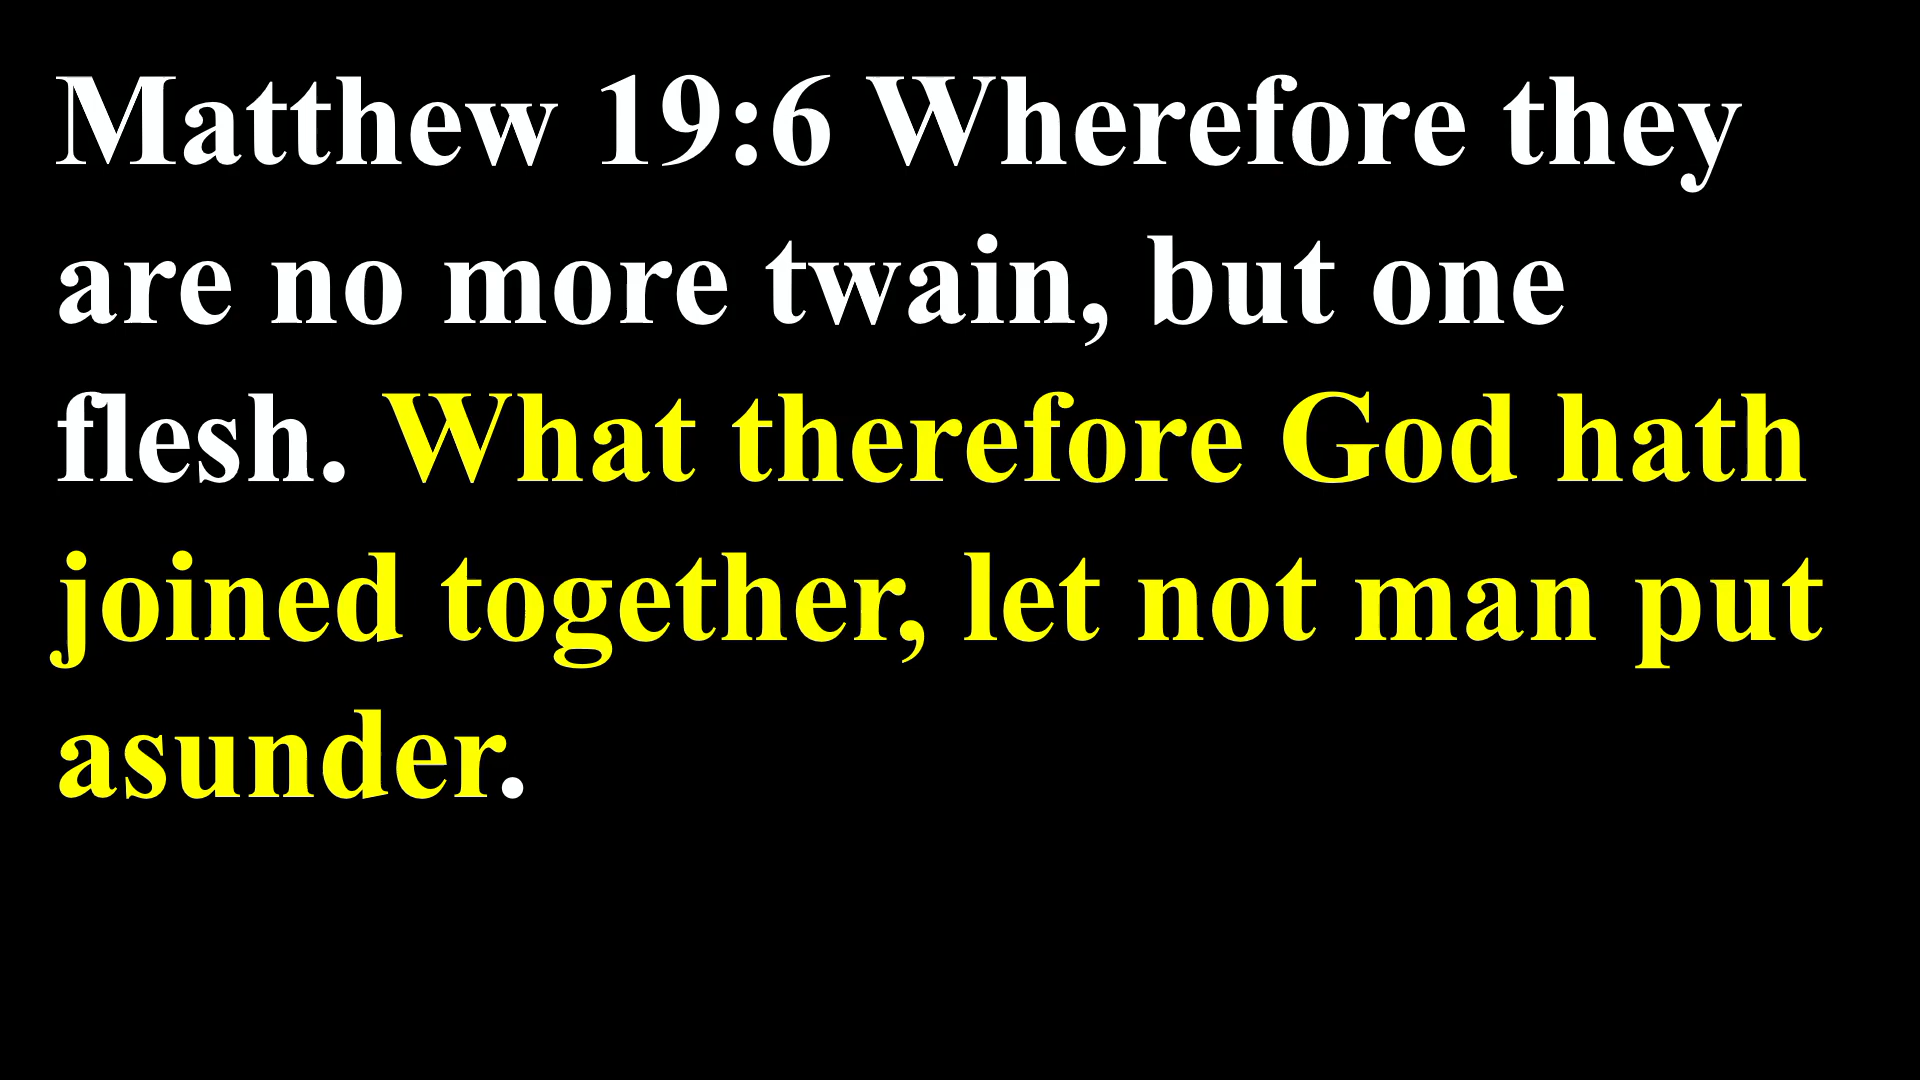 Matthew 19:6 Wherefore they
are no more twain, but one
flesh. What therefore God hath
joined together, let not man put
asunder.